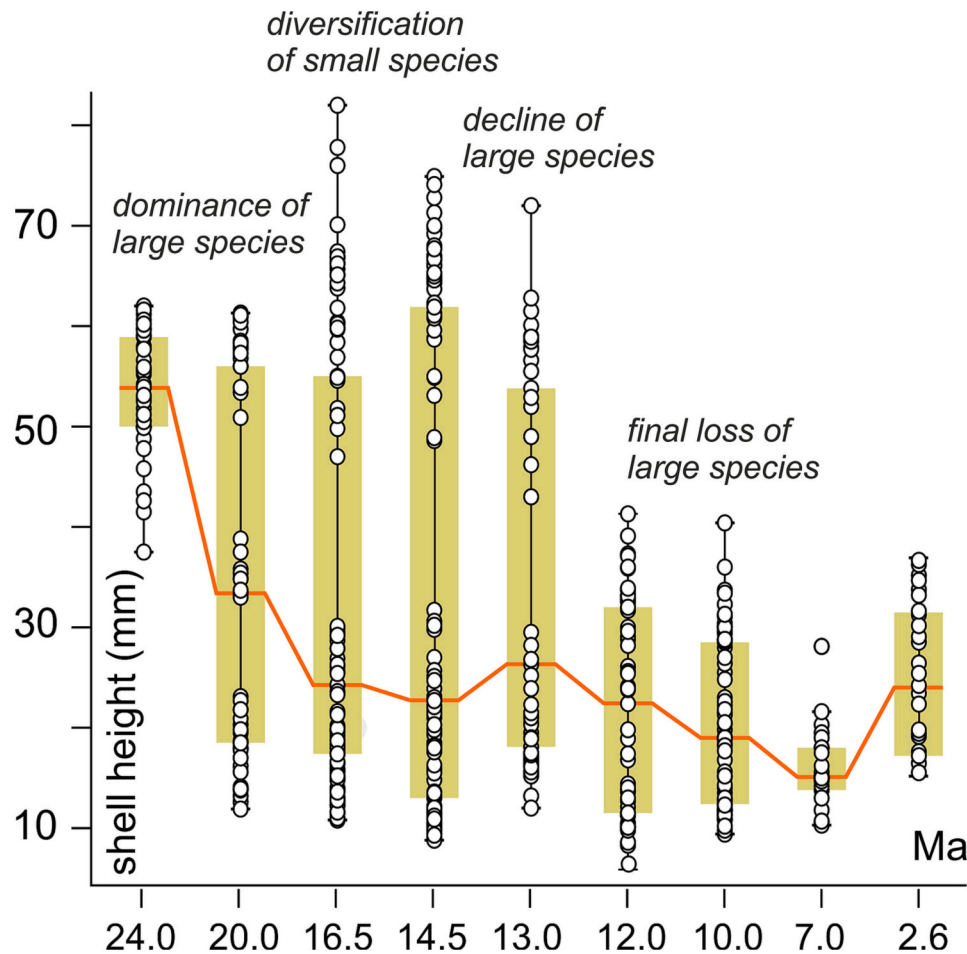 diversification
of small species
decline of
large species
dominance of
large species
70
50
final loss of
large species
30
10
shell height (mm)
Ma
24.0 20.0 16.5 14.5 13.0 12.0 10.0 7.0 2.6